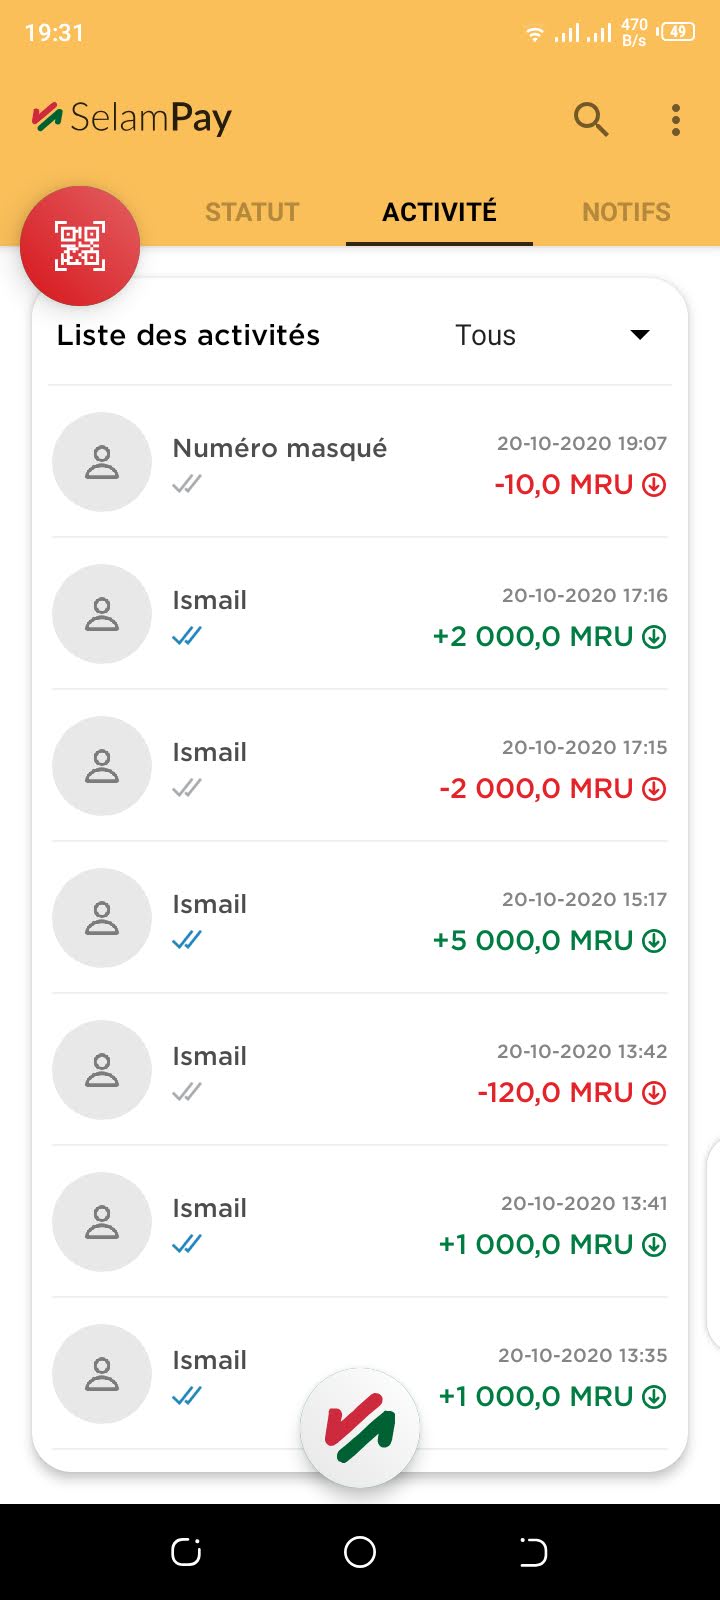 19:31
470
B/s
49
SelamPay
STATUT
ACTIVITÉ
NOTIFS
Liste des activités
Tous
Numéro masqué
20-10-2020 19:07
-10,0 MRU
Ismail
20-10-2020 17:16
+2 000,0 MRU
Ismail
20-10-2020 17:15
-2 000,0 MRU
Ismail
20-10-2020 15:17
+5 000,0 MRU
Ismail
20-10-2020 13:42
-120,0 MRU
Ismail
20-10-2020 13:41
+1 000,0 MRU
Ismail
20-10-2020 13:35
+1 000,0 MRU